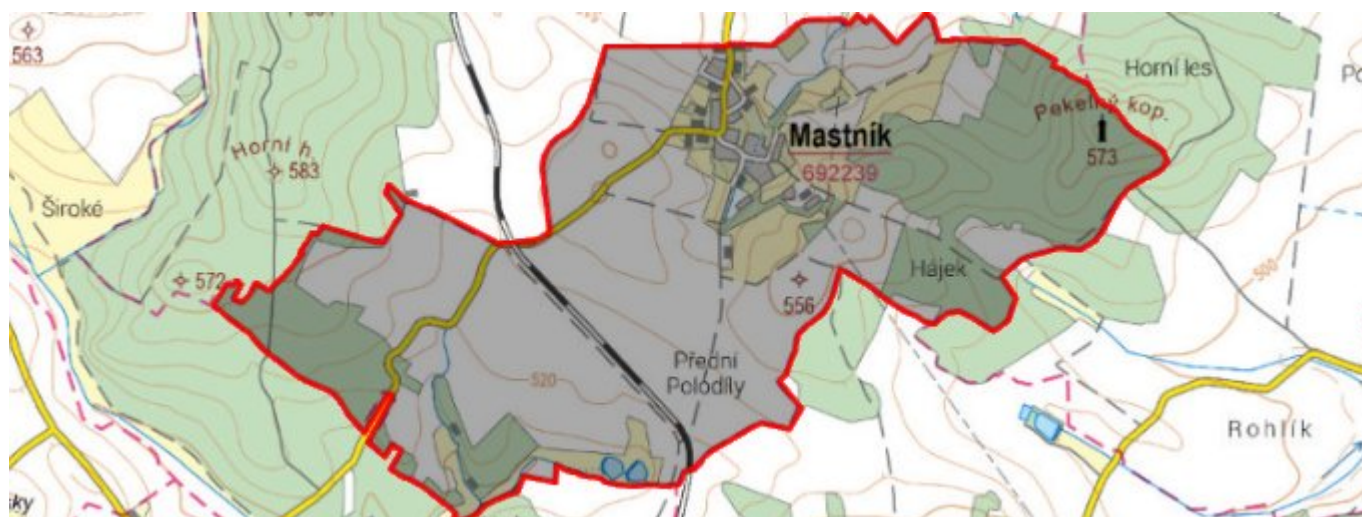 563
Horní les
Pekelný kop.
573
Mastník
692239
Horní h.
583
Široké
572
Hájek
556
500
Přední
Polodíly
520
Rohlík